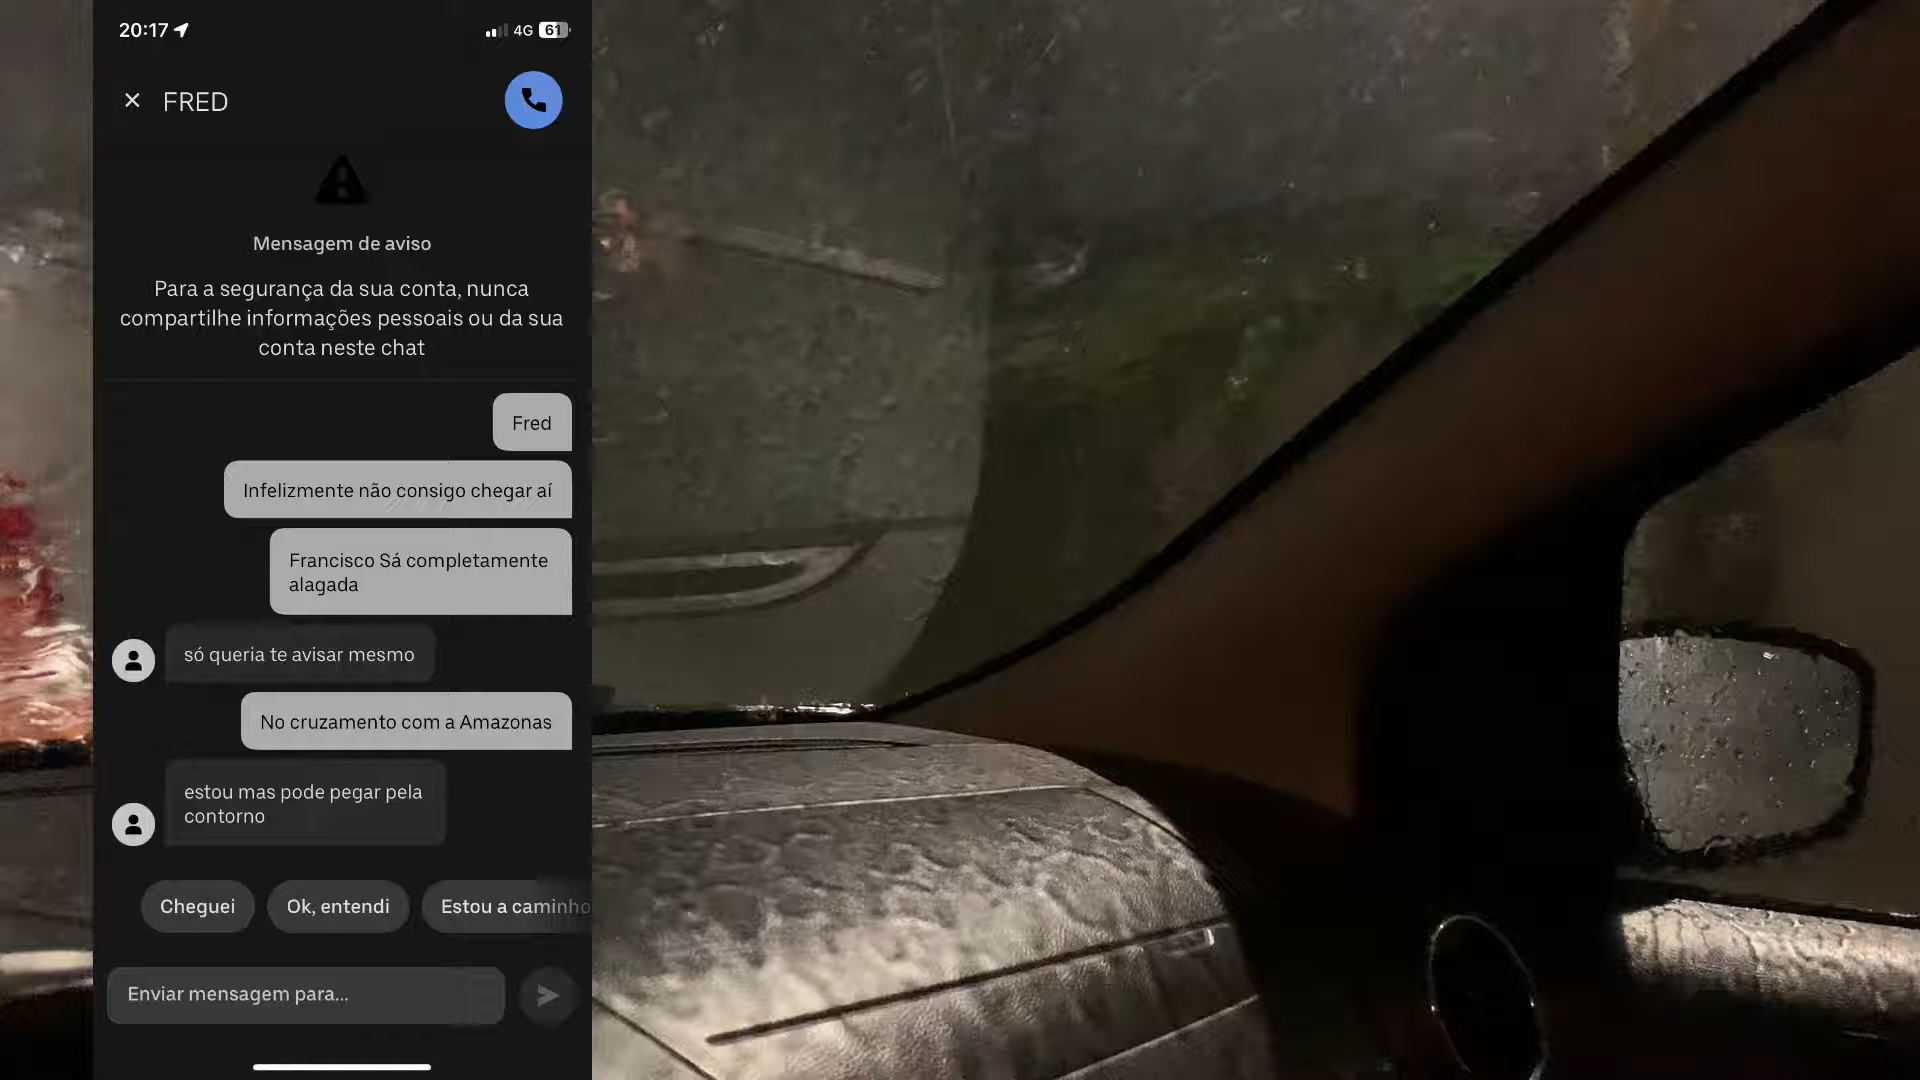 20:17
4G
61
FRED
Mensagem de aviso
Para a segurança da sua conta, nunca
compartilhe informações pessoais ou da sua
conta neste chat
Fred
Infelizmente não consigo chegar aí
Francisco Sá completamente
alagada
só queria te avisar mesmo
No cruzamento com a Amazonas
estou mas pode pegar pela
contorno
Cheguei
Ok, entendi
Estou a caminho
Enviar mensagem para...